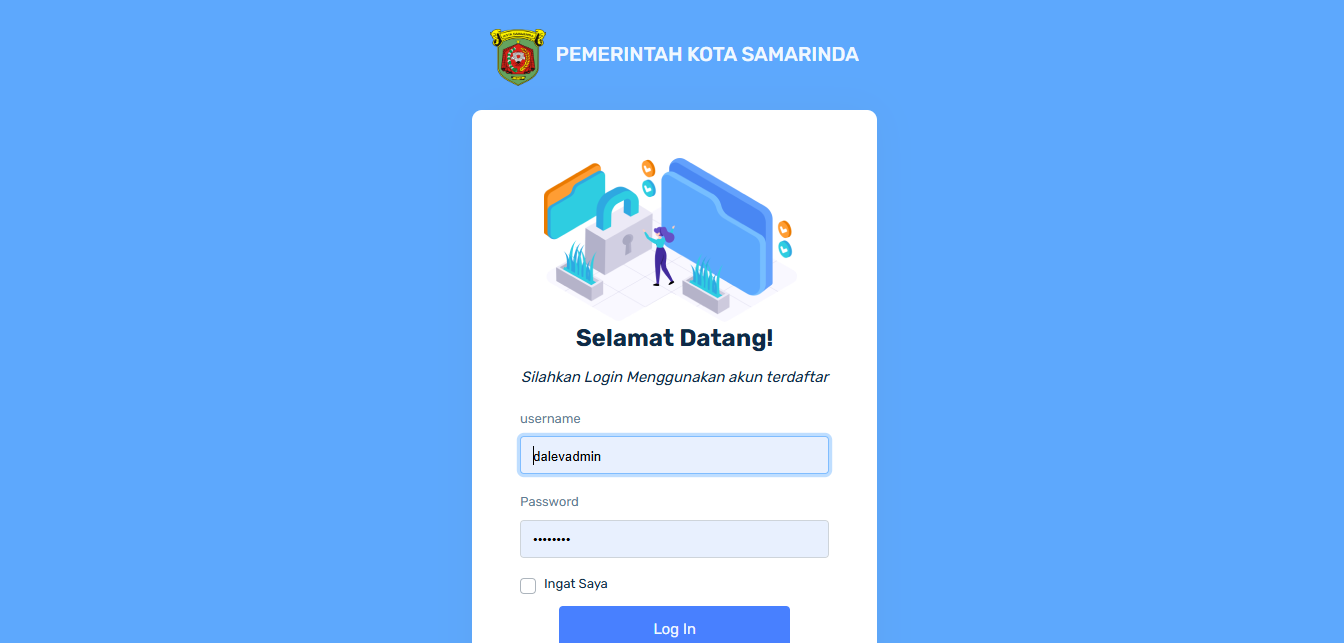 PEMERINTAH KOTA SAMARINDA
Selamat Datang!
Silahkan Login Menggunakan akun terdaftar
username
dalevadmin
Password
••••••••
Ingat Saya
Log In